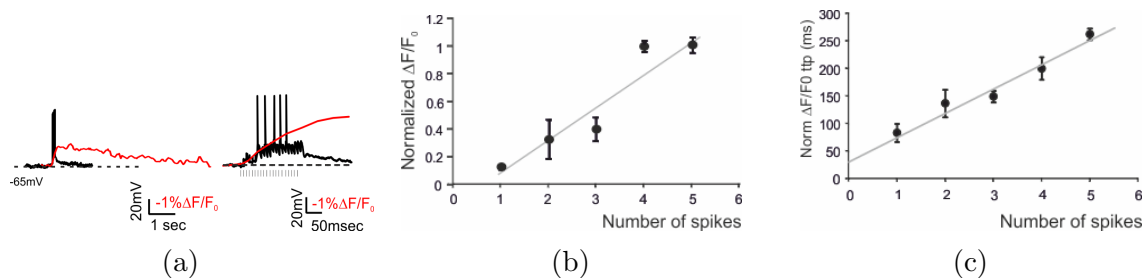 -65mV
20mV
-1%ΔF/F₀
1 sec
20mV
-1%ΔF/F₀
50msec
(a)
Normalized ΔF/F₀
1.2
1
0.8
0.6
0.4
0.2
0 1 2 3 4 5 6
Number of spikes
(b)
Norm ΔF/F0 ttp (ms)
300
250
200
150
100
50
0
0 1 2 3 4 5 6
Number of spikes
(c)